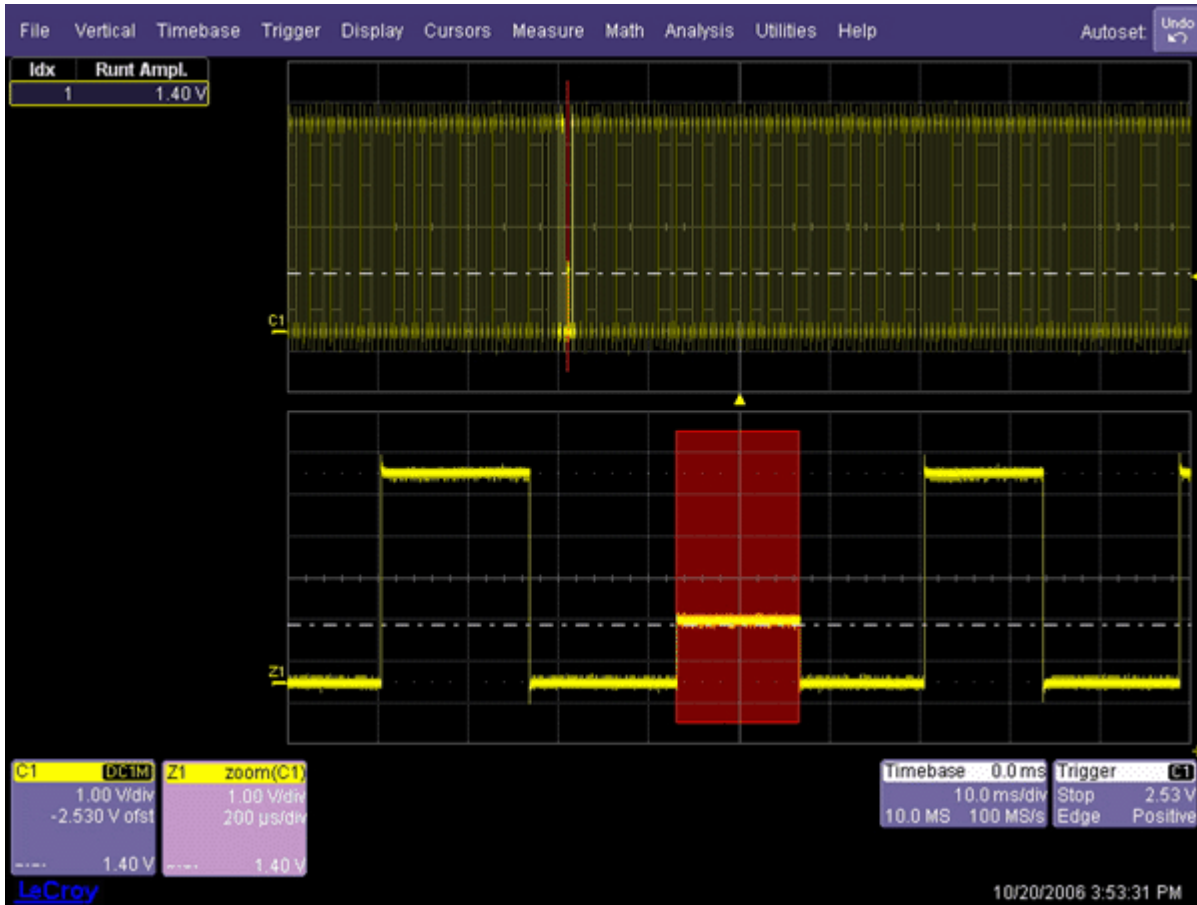 File Vertical Timebase Trigger Display Cursors Measure Math Analysis Utilities Help Autoset: Undo
Idx Runt Ampl.
1 1.40 V
C1
Z1
C1 DC1M
1.00 V/div
-2.530 V ofst
1.40 V
Z1 zoom(C1)
1.00 V/div
200 µs/div
1.40 V
Timebase 0.0 ms
10.0 ms/div
10.0 MS 100 MS/s
Trigger C1
Stop 2.53 V
Edge Positive
LeCroy
10/20/2006 3:53:31 PM